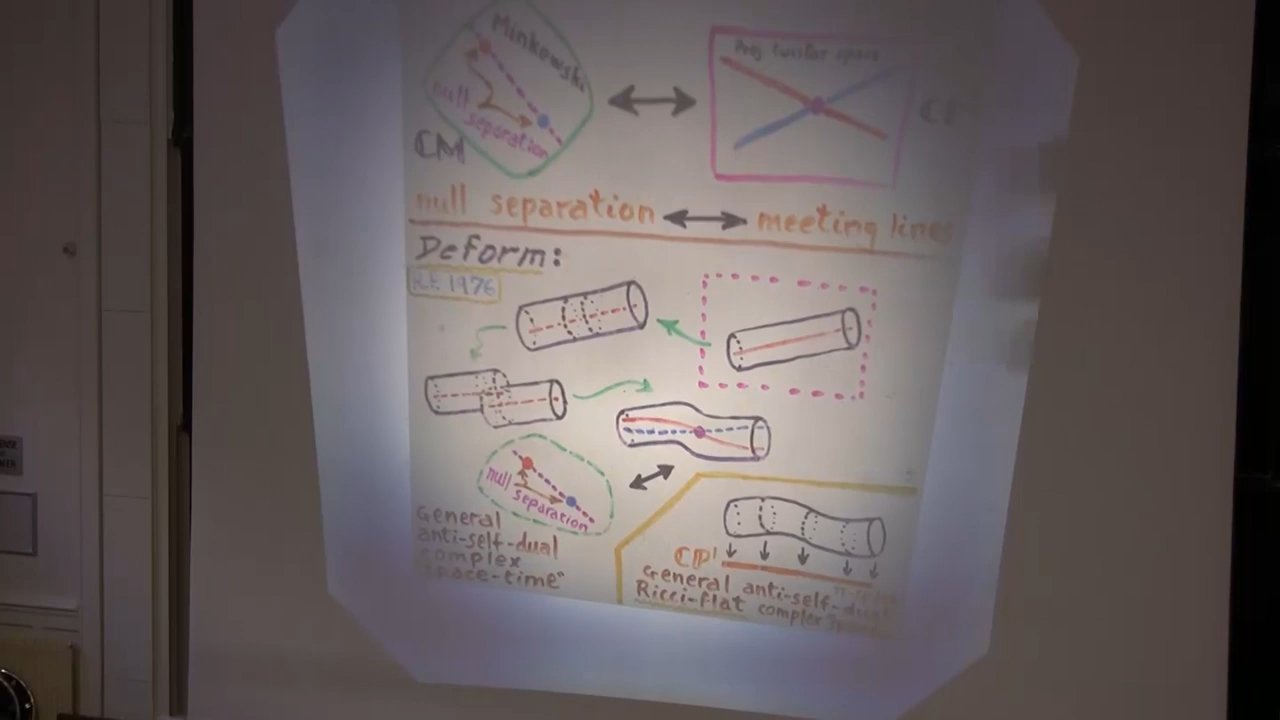 Minkowski
null
separation
CM
Proj. twistor space
null separation ↔ meeting lines
Deform:
1976
null
separation
General
anti-self-dual
complex
"space-time"
CP¹
General anti-self-dual
Ricci-flat complex